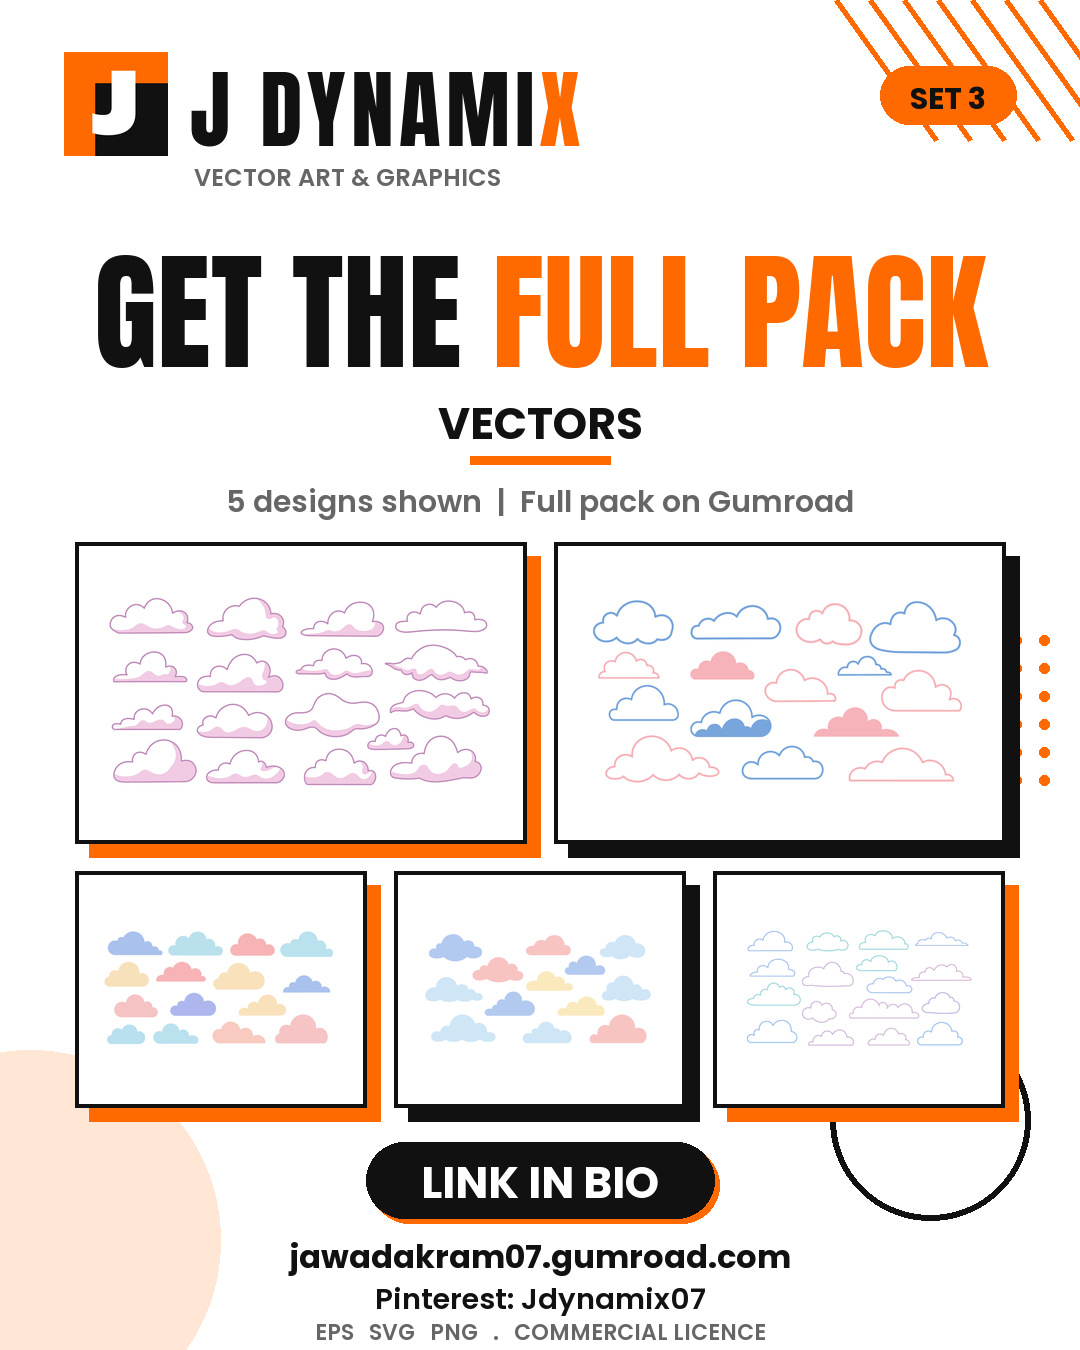 J
J DYNAMIX
SET 3
VECTOR ART & GRAPHICS
GET THE FULL PACK
VECTORS
5 designs shown | Full pack on Gumroad
LINK IN BIO
jawadakram07.gumroad.com
Pinterest: Jdynamix07
EPS SVG PNG . COMMERCIAL LICENCE